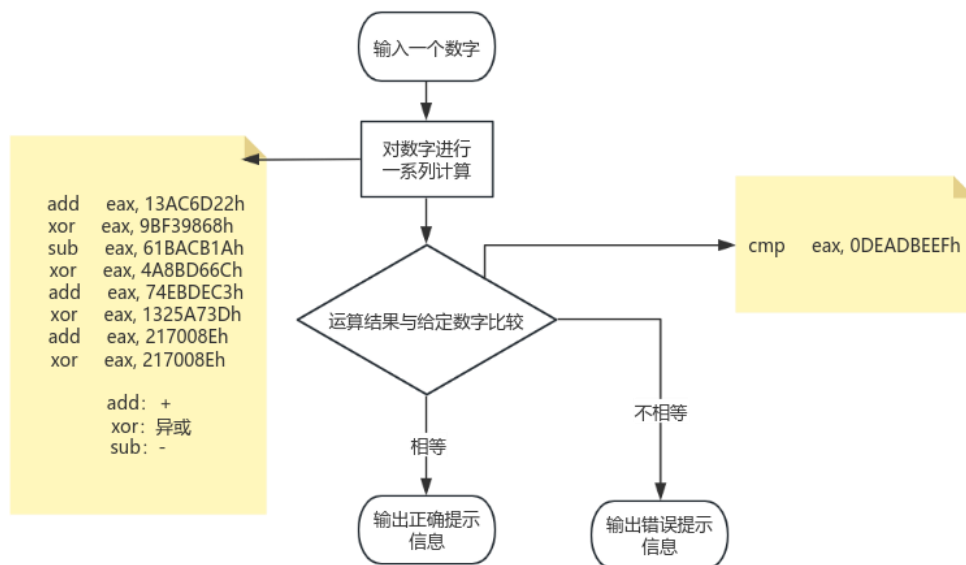 输入一个数字
对数字进行
一系列计算
add eax, 13AC6D22h
xor eax, 9BF39868h
sub eax, 61BACB1Ah
xor eax, 4A8BD66Ch
add eax, 74EBDEC3h
xor eax, 1325A73Dh
add eax, 217008Eh
xor eax, 217008Eh
add: +
xor: 异或
sub: -
cmp eax, 0DEADBEEFh
运算结果与给定数字比较
相等
不相等
输出正确提示
信息
输出错误提示
信息